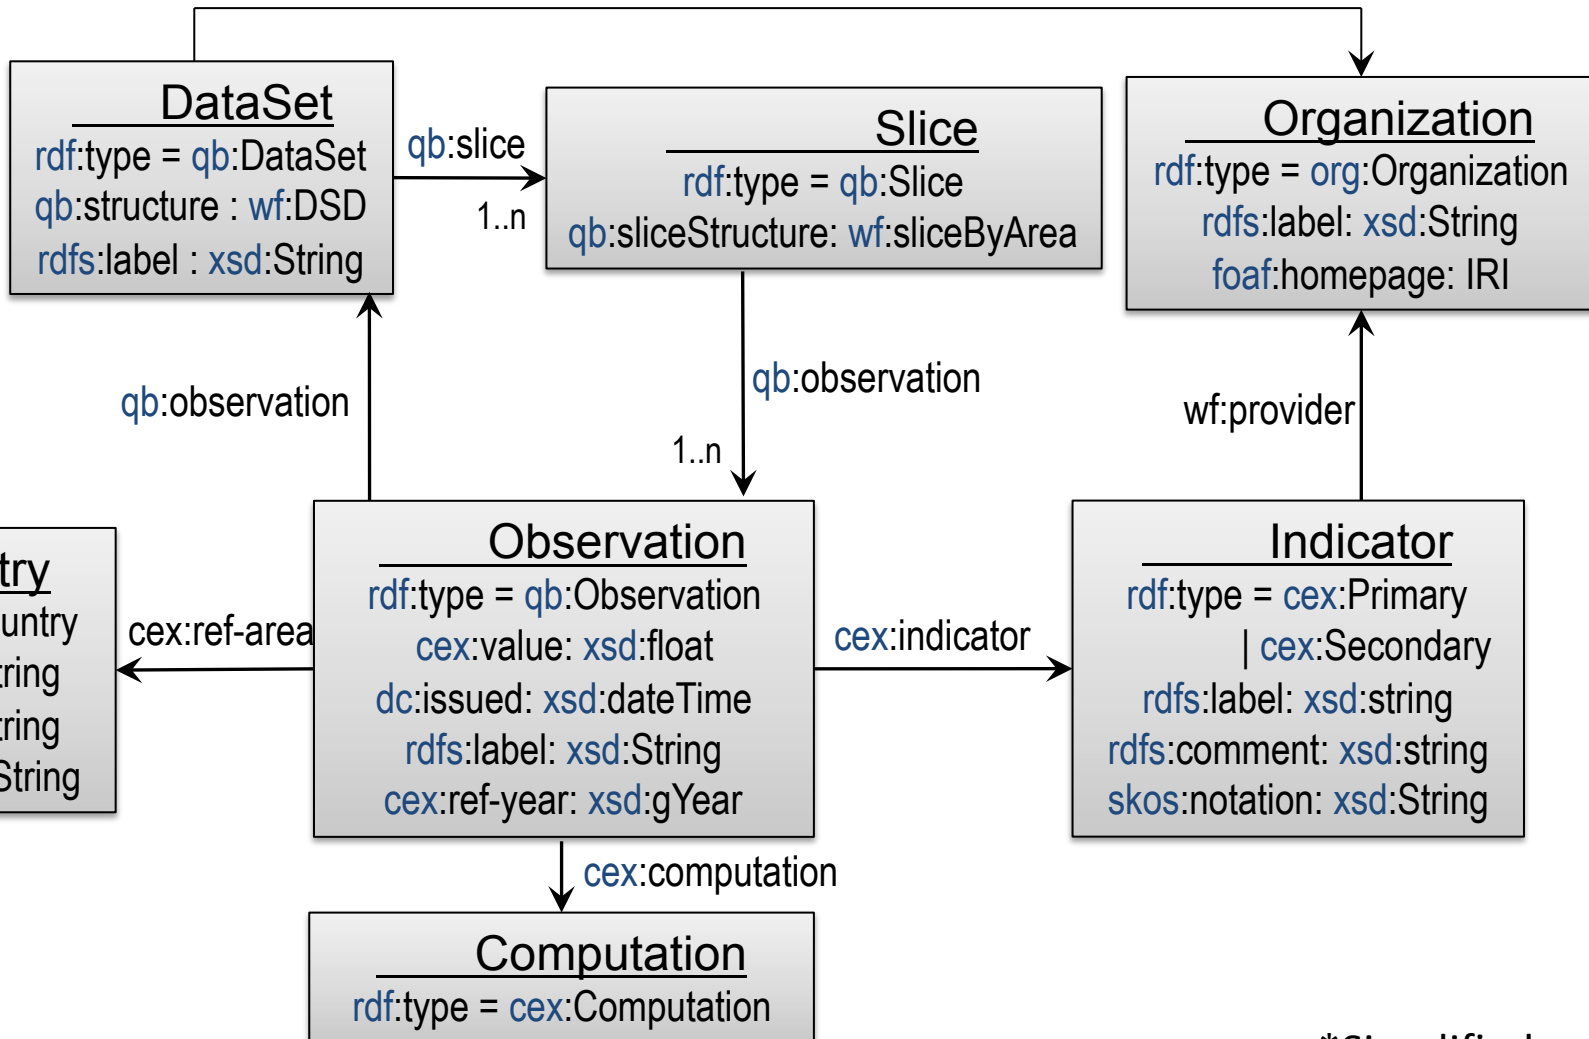 DataSet
rdf:type = qb:DataSet
qb:structure : wf:DSD
rdfs:label : xsd:String
qb:slice
1..n
Slice
rdf:type = qb:Slice
qb:sliceStructure: wf:sliceByArea
Organization
rdf:type = org:Organization
rdfs:label: xsd:String
foaf:homepage: IRI
qb:observation
qb:observation
1..n
wf:provider
try
untry
tring
tring
String
cex:ref-area
Observation
rdf:type = qb:Observation
cex:value: xsd:float
dc:issued: xsd:dateTime
rdfs:label: xsd:String
cex:ref-year: xsd:gYear
cex:indicator
Indicator
rdf:type = cex:Primary
| cex:Secondary
rdfs:label: xsd:string
rdfs:comment: xsd:string
skos:notation: xsd:String
cex:computation
Computation
rdf:type = cex:Computation